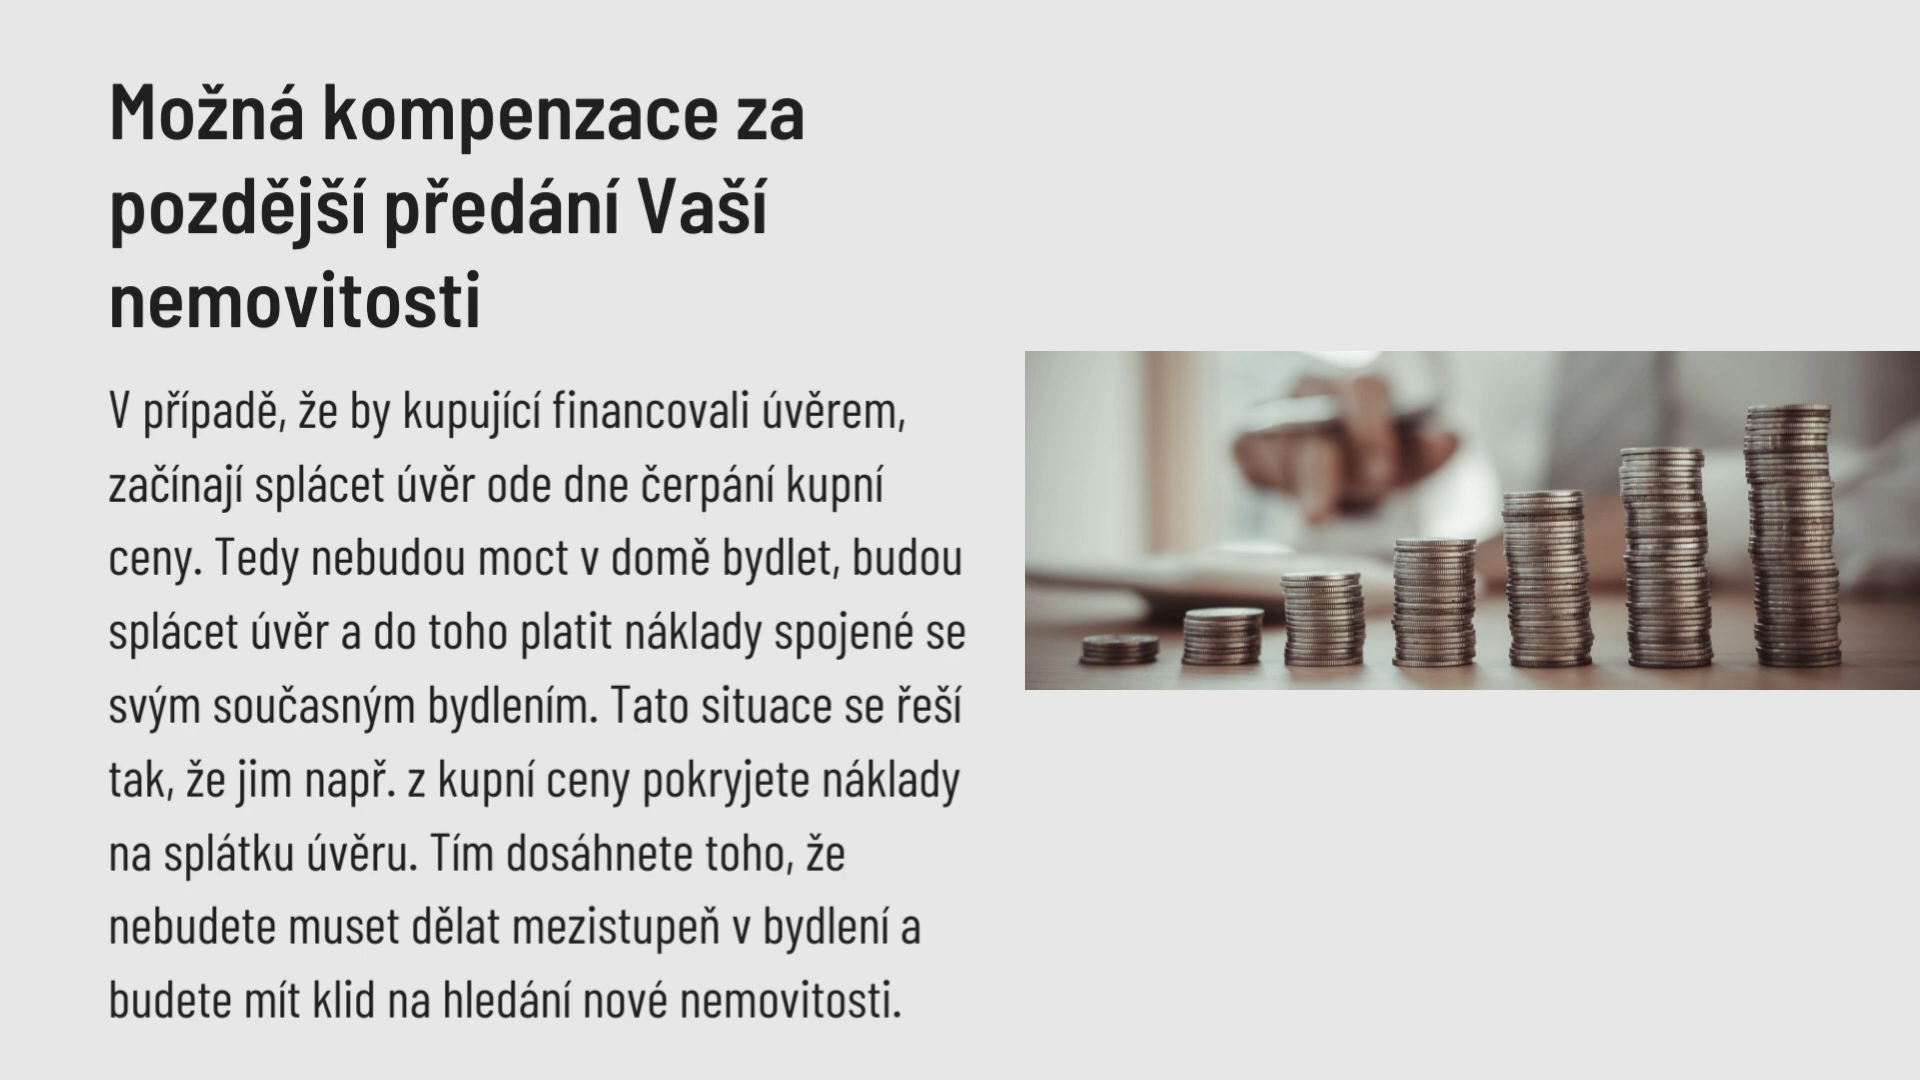 Možná kompenzace za
pozdější předání Vaší
nemovitosti
V případě, že by kupující financovali úvěrem,
začínají splácet úvěr ode dne čerpání kupní
ceny. Tedy nebudou moct v domě bydlet, budou
splácet úvěr a do toho platit náklady spojené se
svým současným bydlením. Tato situace se řeší
tak, že jim např. z kupní ceny pokryjete náklady
na splátku úvěru. Tím dosáhnete toho, že
nebudete muset dělat mezistupeň v bydlení a
budete mít klid na hledání nové nemovitosti.